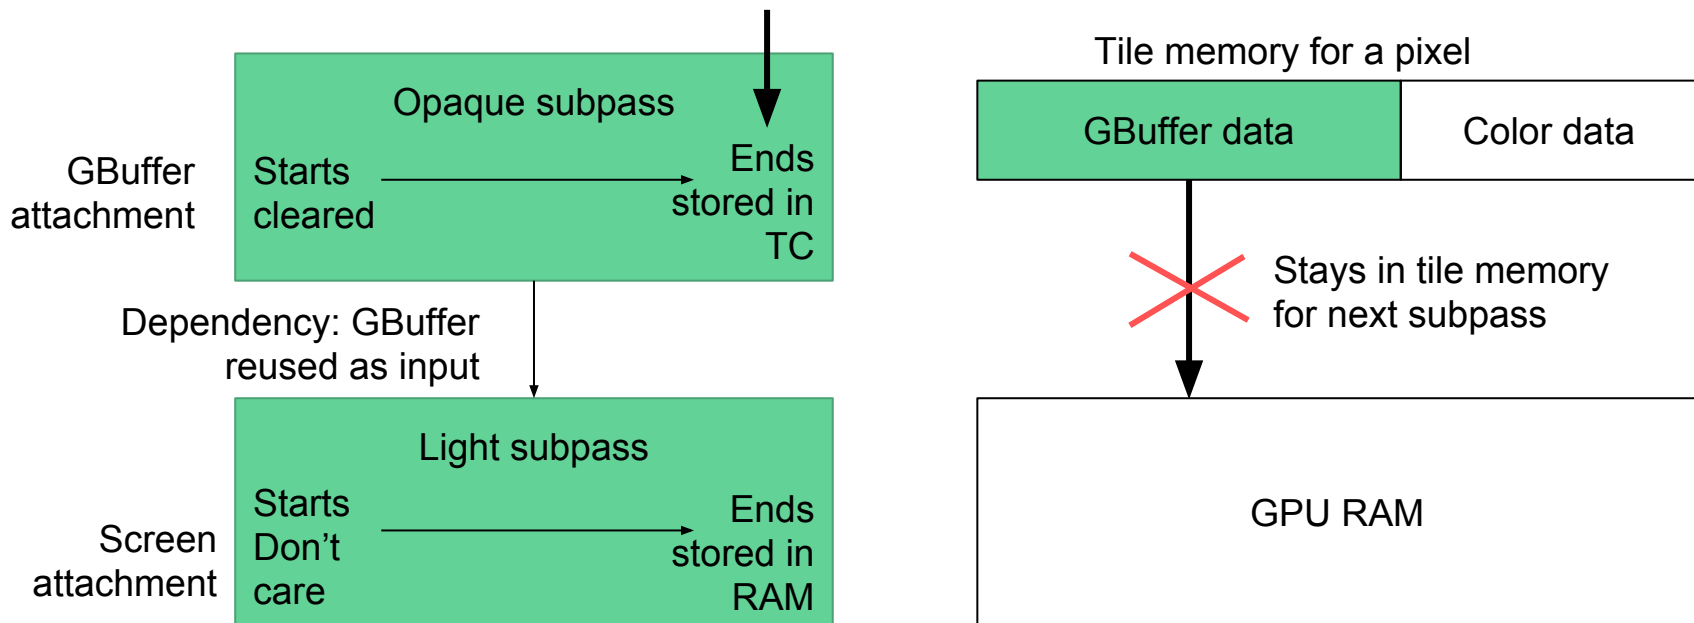 Opaque subpass
GBuffer
attachment
Starts
cleared
Ends
stored in
TC
Dependency: GBuffer
reused as input
Light subpass
Screen
attachment
Starts
Don’t
care
Ends
stored in
RAM
Tile memory for a pixel
GBuffer data
Color data
Stays in tile memory
for next subpass
GPU RAM